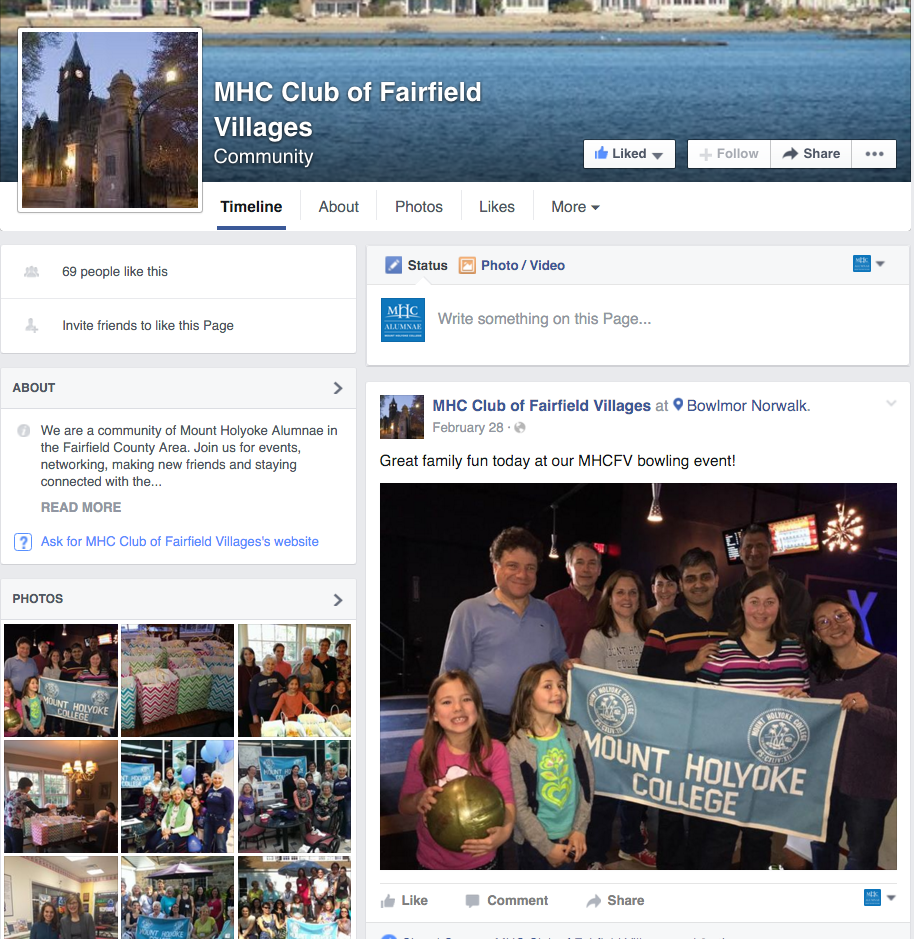 MHC Club of Fairfield
Villages
Community
Liked
Follow
Share
Timeline
About
Photos
Likes
More
69 people like this
Invite friends to like this Page
ABOUT
We are a community of Mount Holyoke Alumnae in
the Fairfield County Area. Join us for events,
networking, making new friends and staying
connected with the...
READ MORE
Ask for MHC Club of Fairfield Villages's website
PHOTOS
MOUNT HOLYOKE
COLLEGE
Status
Photo / Video
MHC
ALUMNAE
MOUNT HOLYOKE COLLEGE
Write something on this Page...
MHC Club of Fairfield Villages at Bowlmor Norwalk.
February 28 ·
Great family fun today at our MHCFV bowling event!
MOUNT HOLYOKE
COLLEGE
Like
Comment
Share